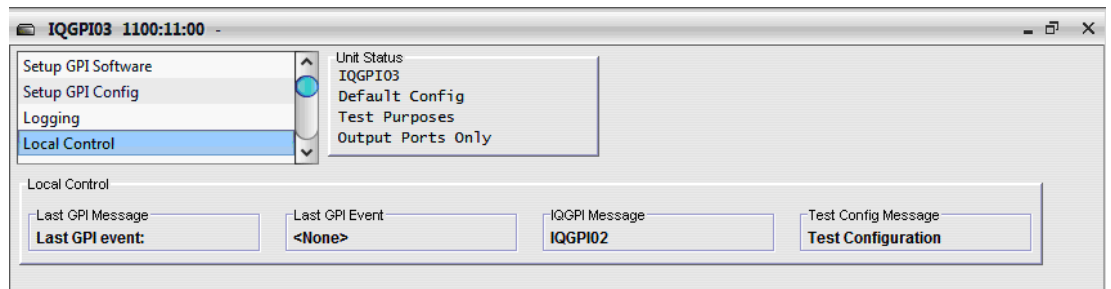 IQGPI03 1100:11:00 -
Setup GPI Software
Setup GPI Config
Logging
Local Control
Unit Status
IQGPI03
Default Config
Test Purposes
Output Ports Only
Local Control
Last GPI Message
Last GPI event:
Last GPI Event
<None>
IQGPI Message
IQGPI02
Test Config Message
Test Configuration